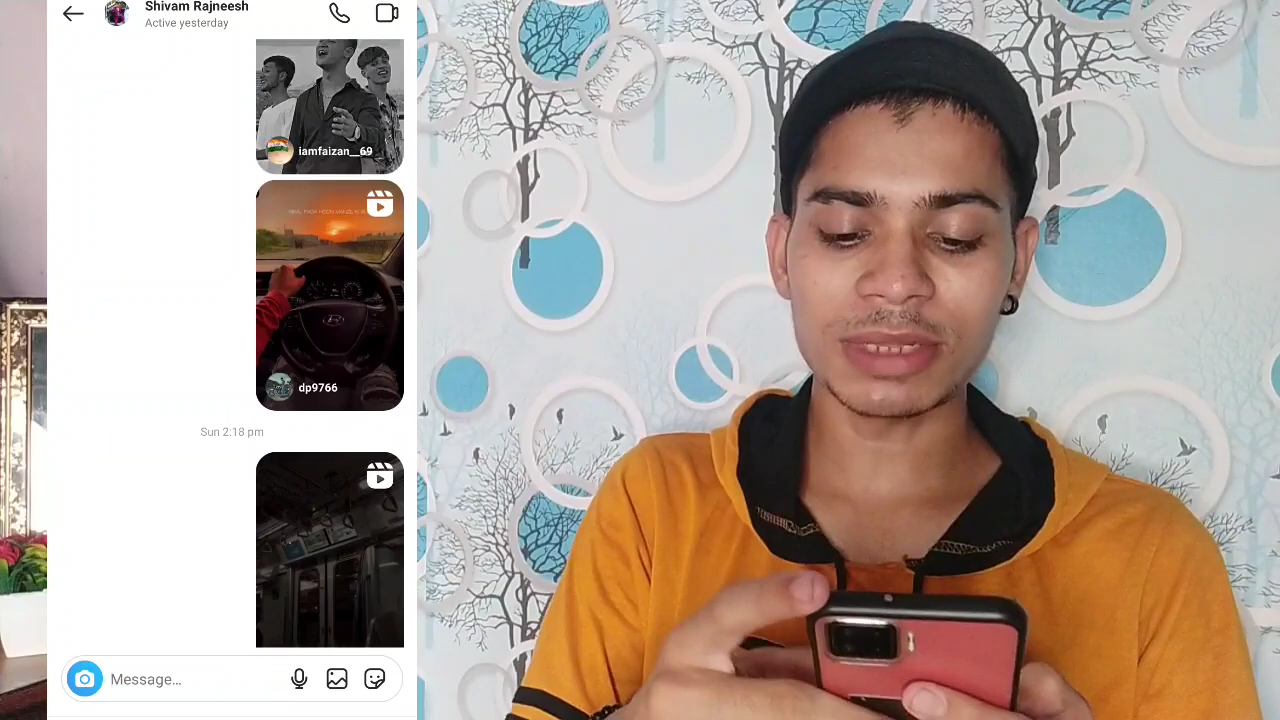 Shivam Rajneesh
Active yesterday
iamfaizan__69
dp9766
Sun 2:18 pm
Message...